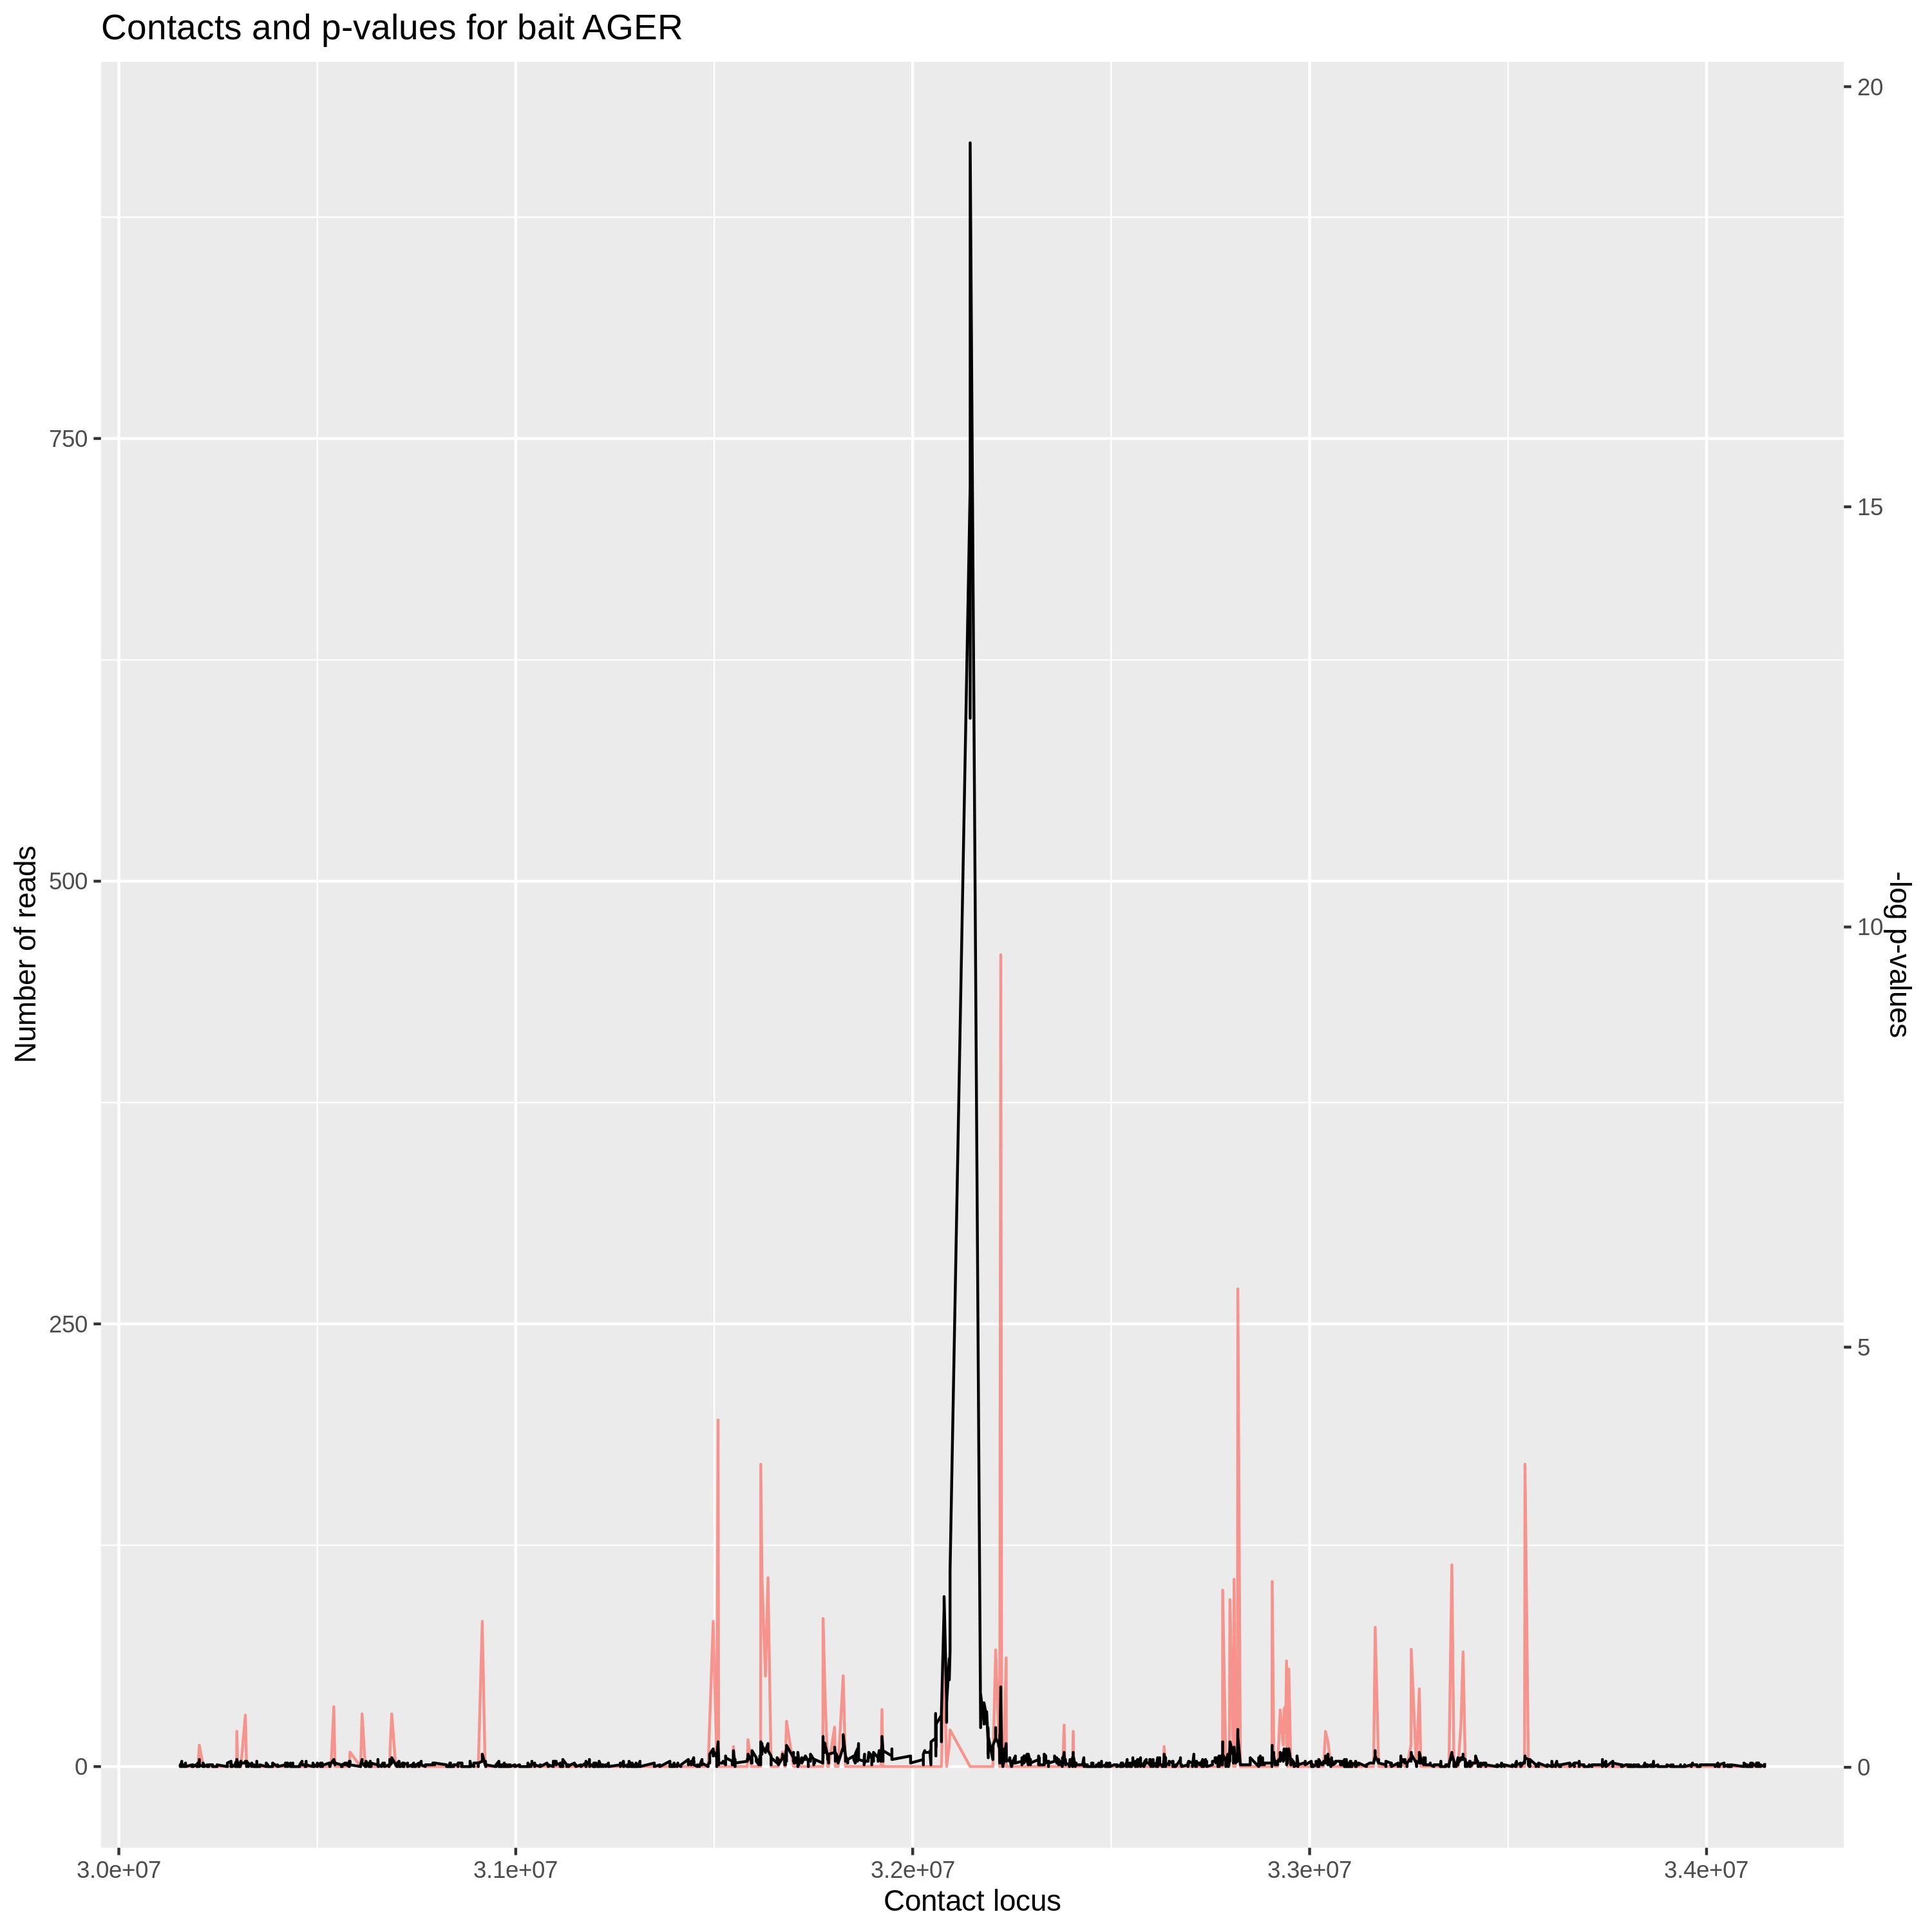 Contacts and p-values for bait AGER
20
750
15
500
10
250
5
0
0
Number of reads
-log p-values
3.0e+07 3.1e+07 3.2e+07 3.3e+07 3.4e+07
Contact locus